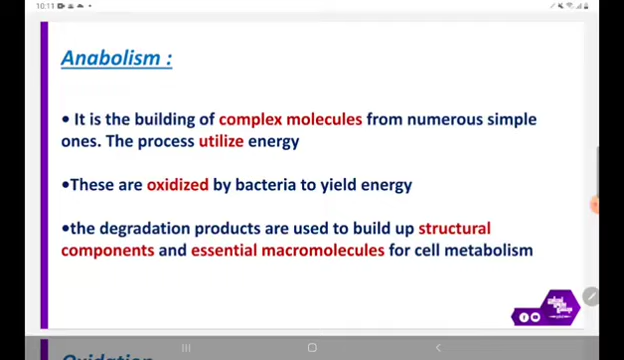 10:11
Anabolism :
• It is the building of complex molecules from numerous simple
ones. The process utilize energy
•These are oxidized by bacteria to yield energy
•the degradation products are used to build up structural
components and essential macromolecules for cell metabolism
Oxidation